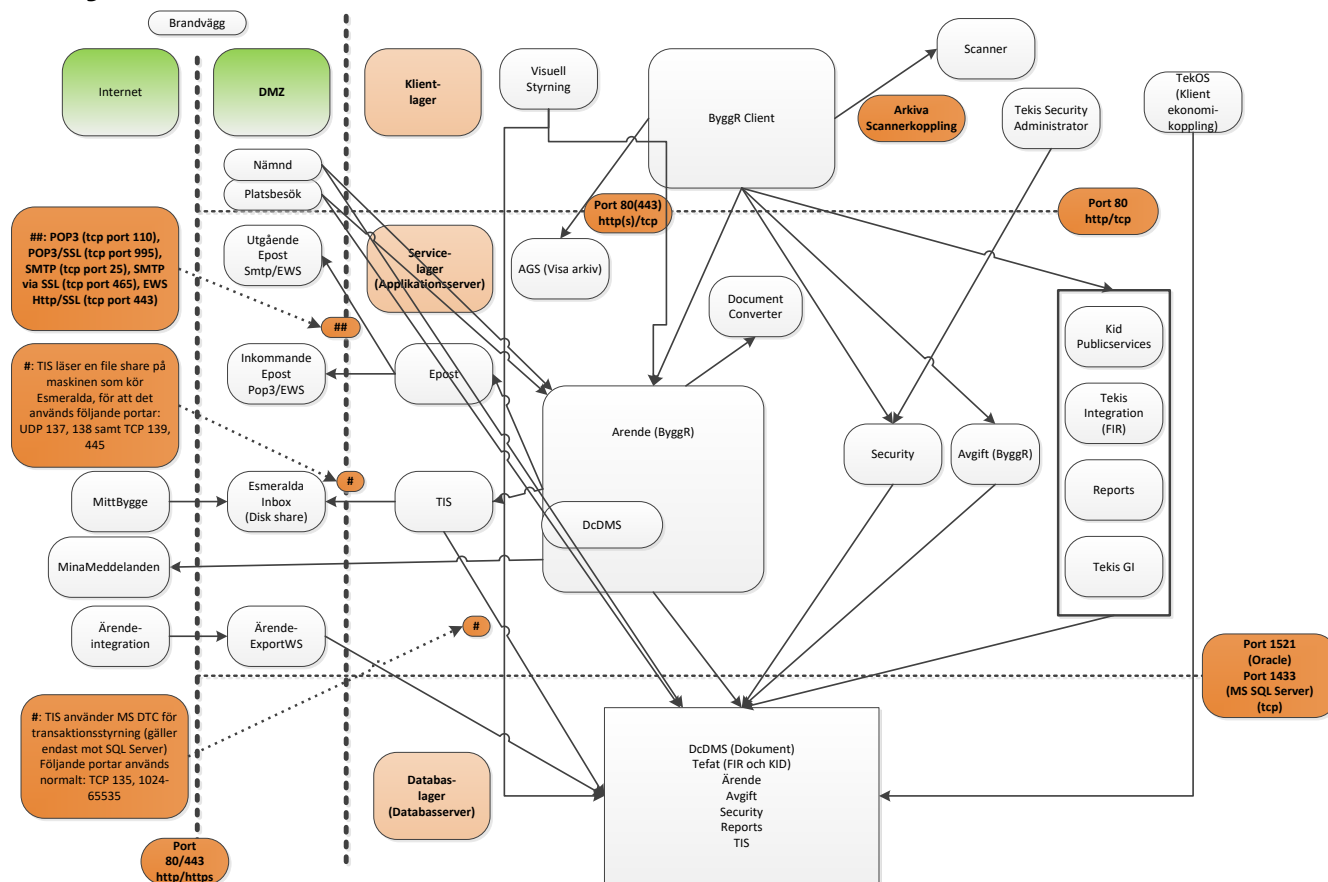 Brandvägg
Internet
DMZ
Klient-
lager
Visuell
Styrning
ByggR Client
Scanner
Arkiva
Scannerkoppling
Tekis Security
Administrator
TekOS
(Klient
ekonomi-
koppling)
Nämnd
Platsbesök
Port 80(443)
http(s)/tcp
Port 80
http/tcp
##: POP3 (tcp port 110),
POP3/SSL (tcp port 995),
SMTP (tcp port 25), SMTP
via SSL (tcp port 465), EWS
Http/SSL (tcp port 443)
Utgående
Epost
Smtp/EWS
Service-
lager
(Applikationsserver)
AGS (Visa arkiv)
Document
Converter
##
Kid
Publicservices
#: TIS läser en file share på
maskinen som kör
Esmeralda, för att det
används följande portar:
UDP 137, 138 samt TCP 139,
445
Inkommande
Epost
Pop3/EWS
Epost
Arende (ByggR)
Tekis
Integration
(FIR)
Security
Avgift (ByggR)
#
MittBygge
Esmeralda
Inbox
(Disk share)
TIS
Reports
DcDMS
MinaMeddelanden
Tekis GI
Ärende-
integration
Ärende-
ExportWS
#
Port 1521
(Oracle)
Port 1433
(MS SQL Server)
(tcp)
#: TIS använder MS DTC för
transaktionsstyrning (gäller
endast mot SQL Server)
Följande portar används
normalt: TCP 135, 1024-
65535
Databas-
lager
(Databasserver)
DcDMS (Dokument)
Tefat (FIR och KID)
Ärende
Avgift
Security
Reports
TIS
Port
80/443
http/https